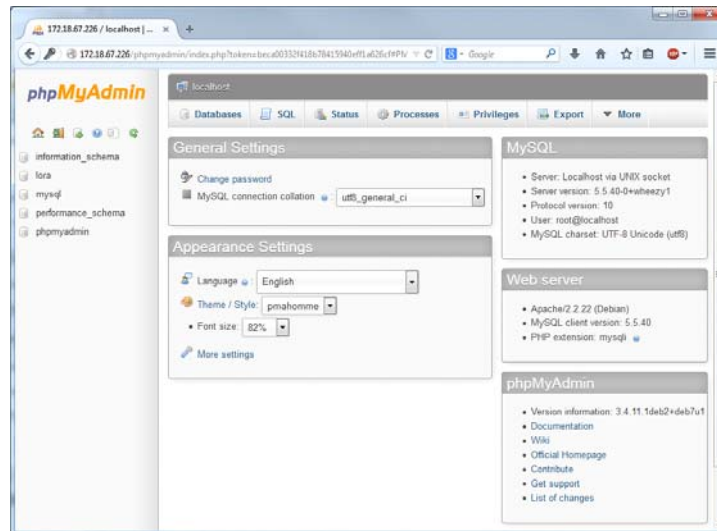 172.18.67.226 / localhost | ...
172.18.67.226/phpmyadmin/index.php?token=beca00332f418b78415940eff1a626cf#PM
Google
phpMyAdmin
information_schema
lora
mysql
performance_schema
phpmyadmin
localhost
Databases SQL Status Processes Privileges Export More
General Settings
Change password
MySQL connection collation : utf8_general_ci
Appearance Settings
Language : English
Theme / Style: pmahomme
Font size: 82%
More settings
MySQL
Server: Localhost via UNIX socket
Server version: 5.5.40-0+wheezy1
Protocol version: 10
User: root@localhost
MySQL charset: UTF-8 Unicode (utf8)
Web server
Apache/2.2.22 (Debian)
MySQL client version: 5.5.40
PHP extension: mysqli
phpMyAdmin
Version information: 3.4.11.1deb2+deb7u1
Documentation
Wiki
Official Homepage
Contribute
Get support
List of changes